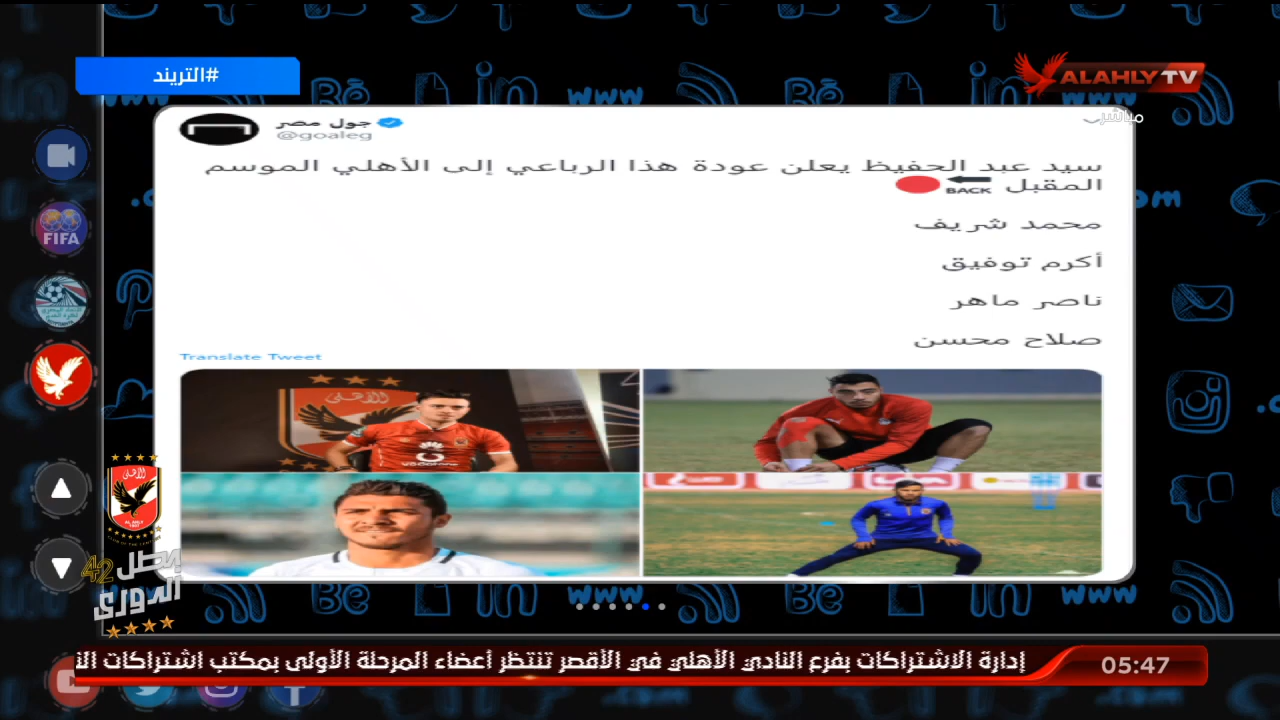 #التريند
ALAHLY TV
مباشر
جول مصر
@goaleg
سيد عبد الحفيظ يعلن عودة هذا الرباعي إلى الأهلي الموسم
المقبل BACK
محمد شريف
أكرم توفيق
ناصر ماهر
صلاح محسن
Translate Tweet
FIFA
بطل
الدوري 42
إدارة الاشتراكات بفرع النادي الأهلي في الأقصر تنتظر أعضاء المرحلة الأولى بمكتب اشتراكات
05:47